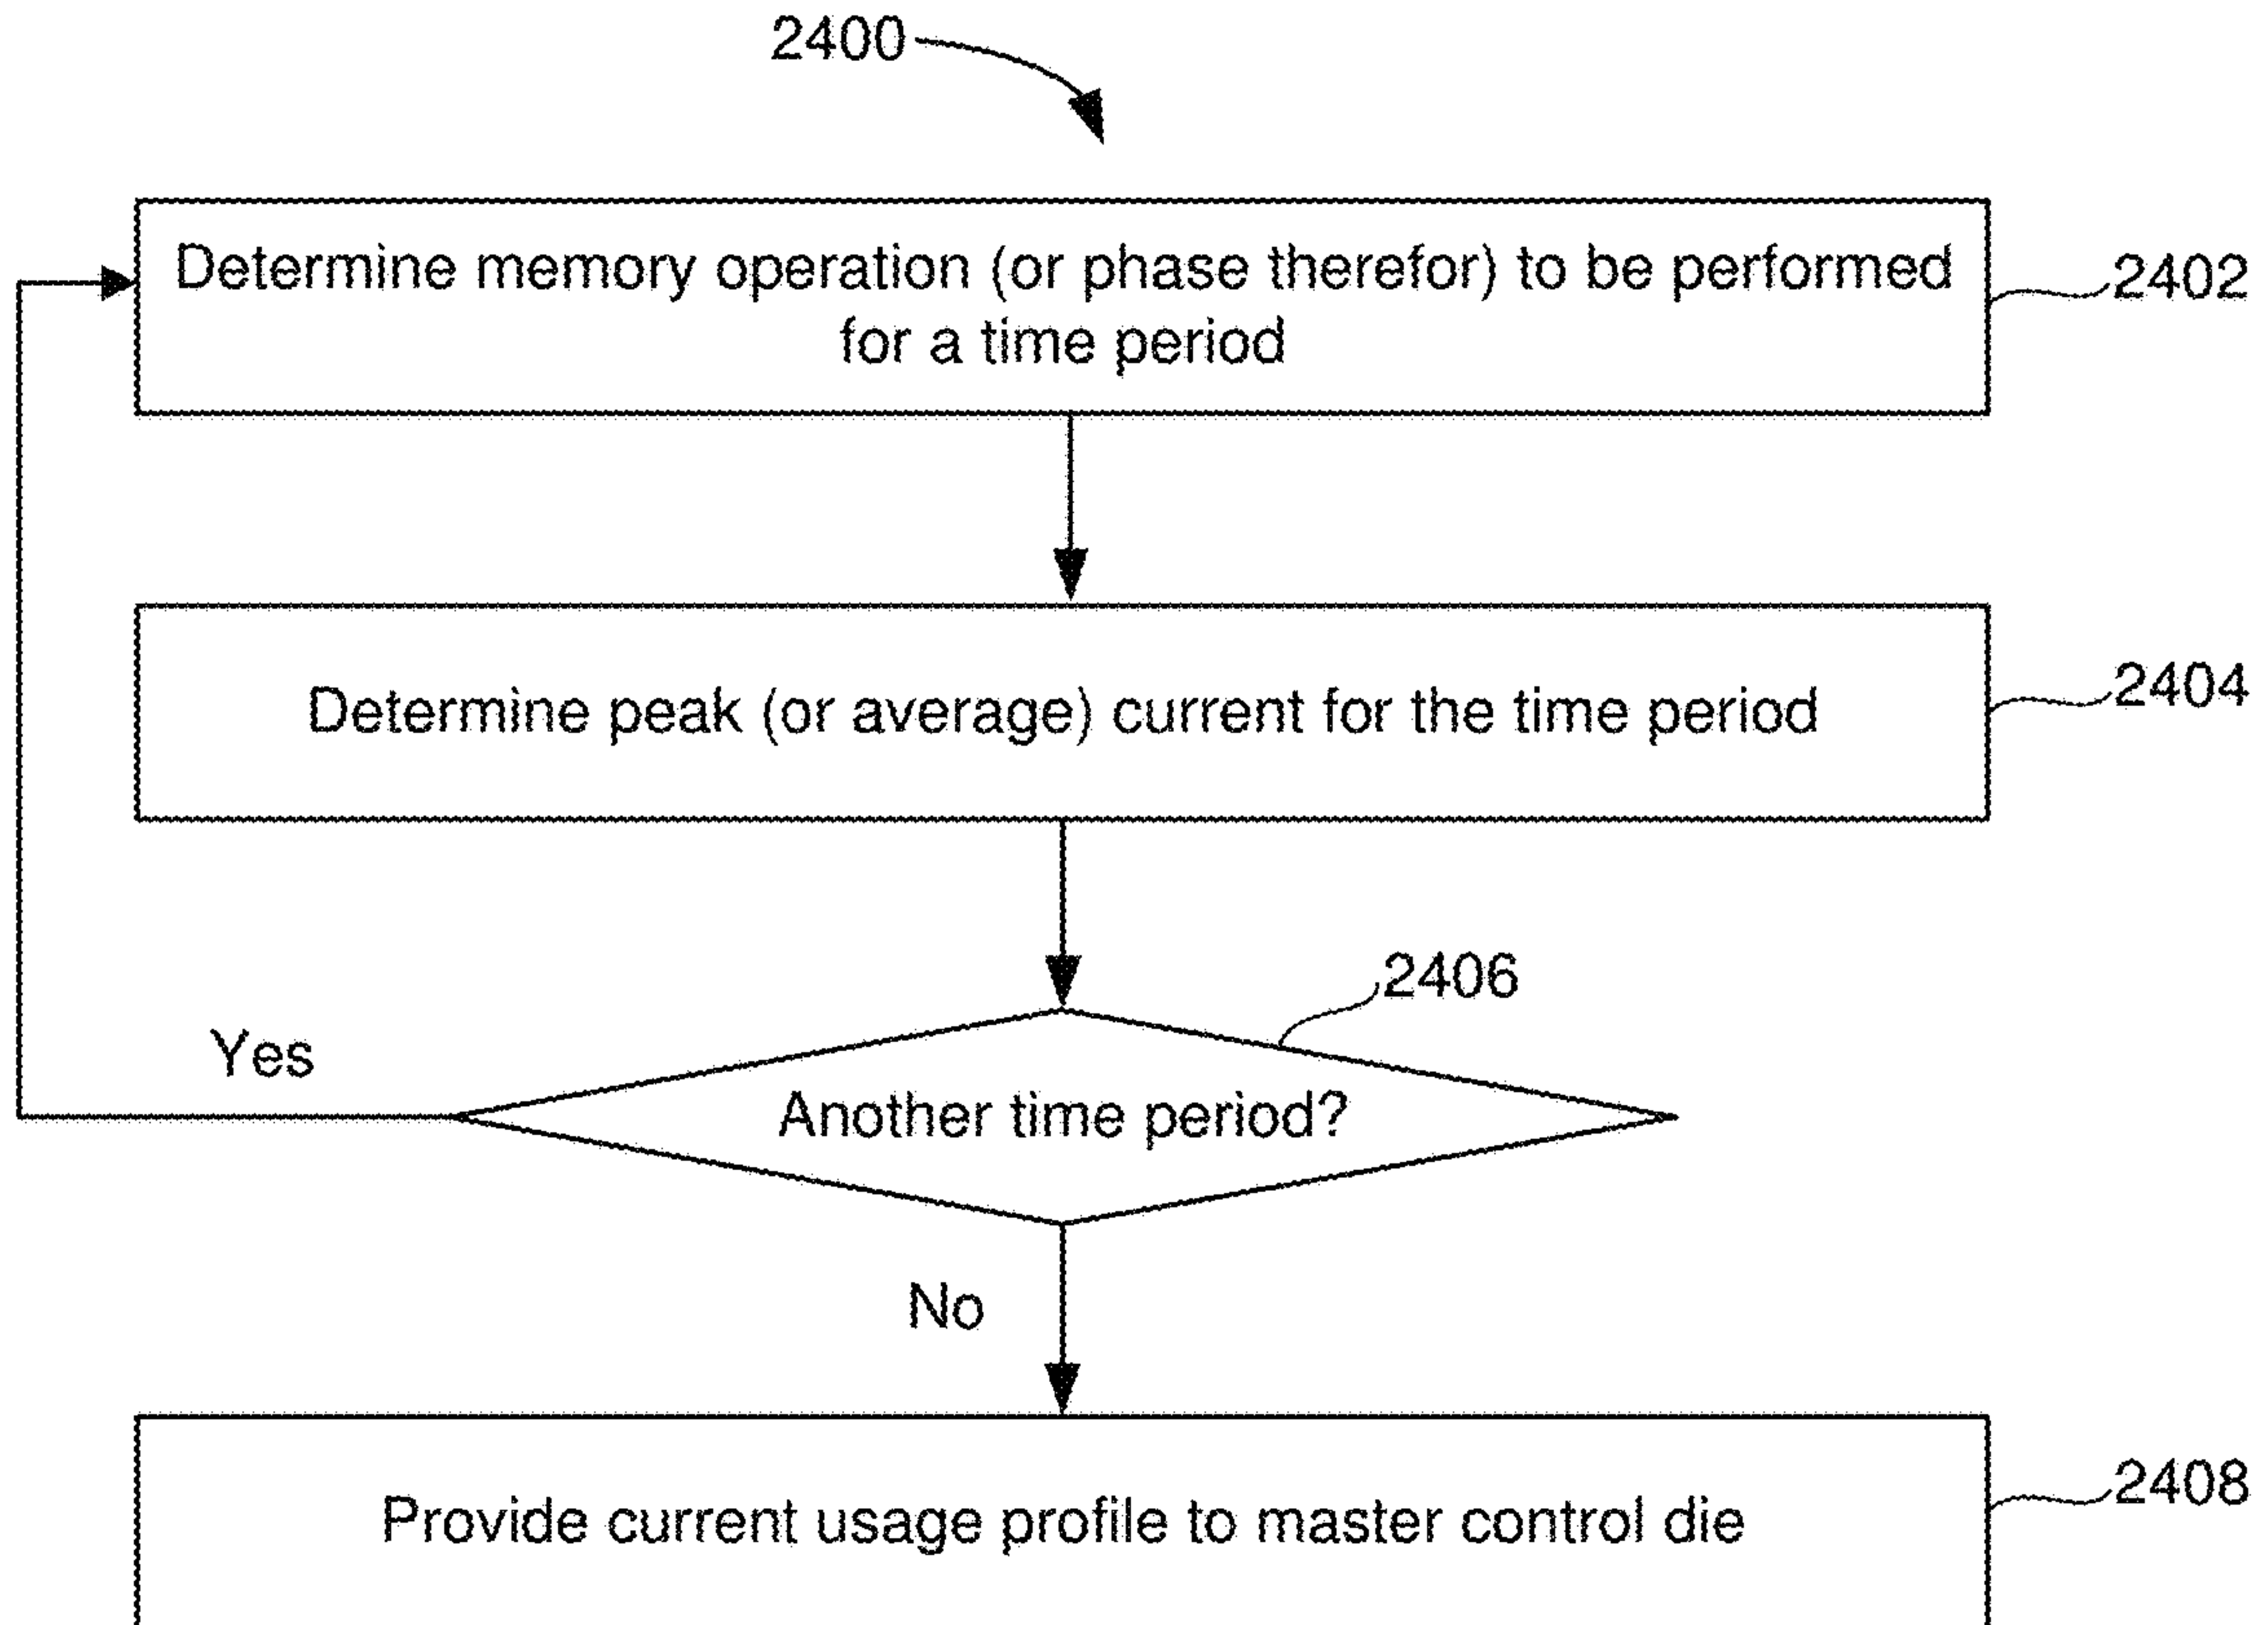 2400
Determine memory operation (or phase therefor) to be performed
for a time period
2402
Determine peak (or average) current for the time period
2404
2406
Yes
Another time period?
No
Provide current usage profile to master control die
2408